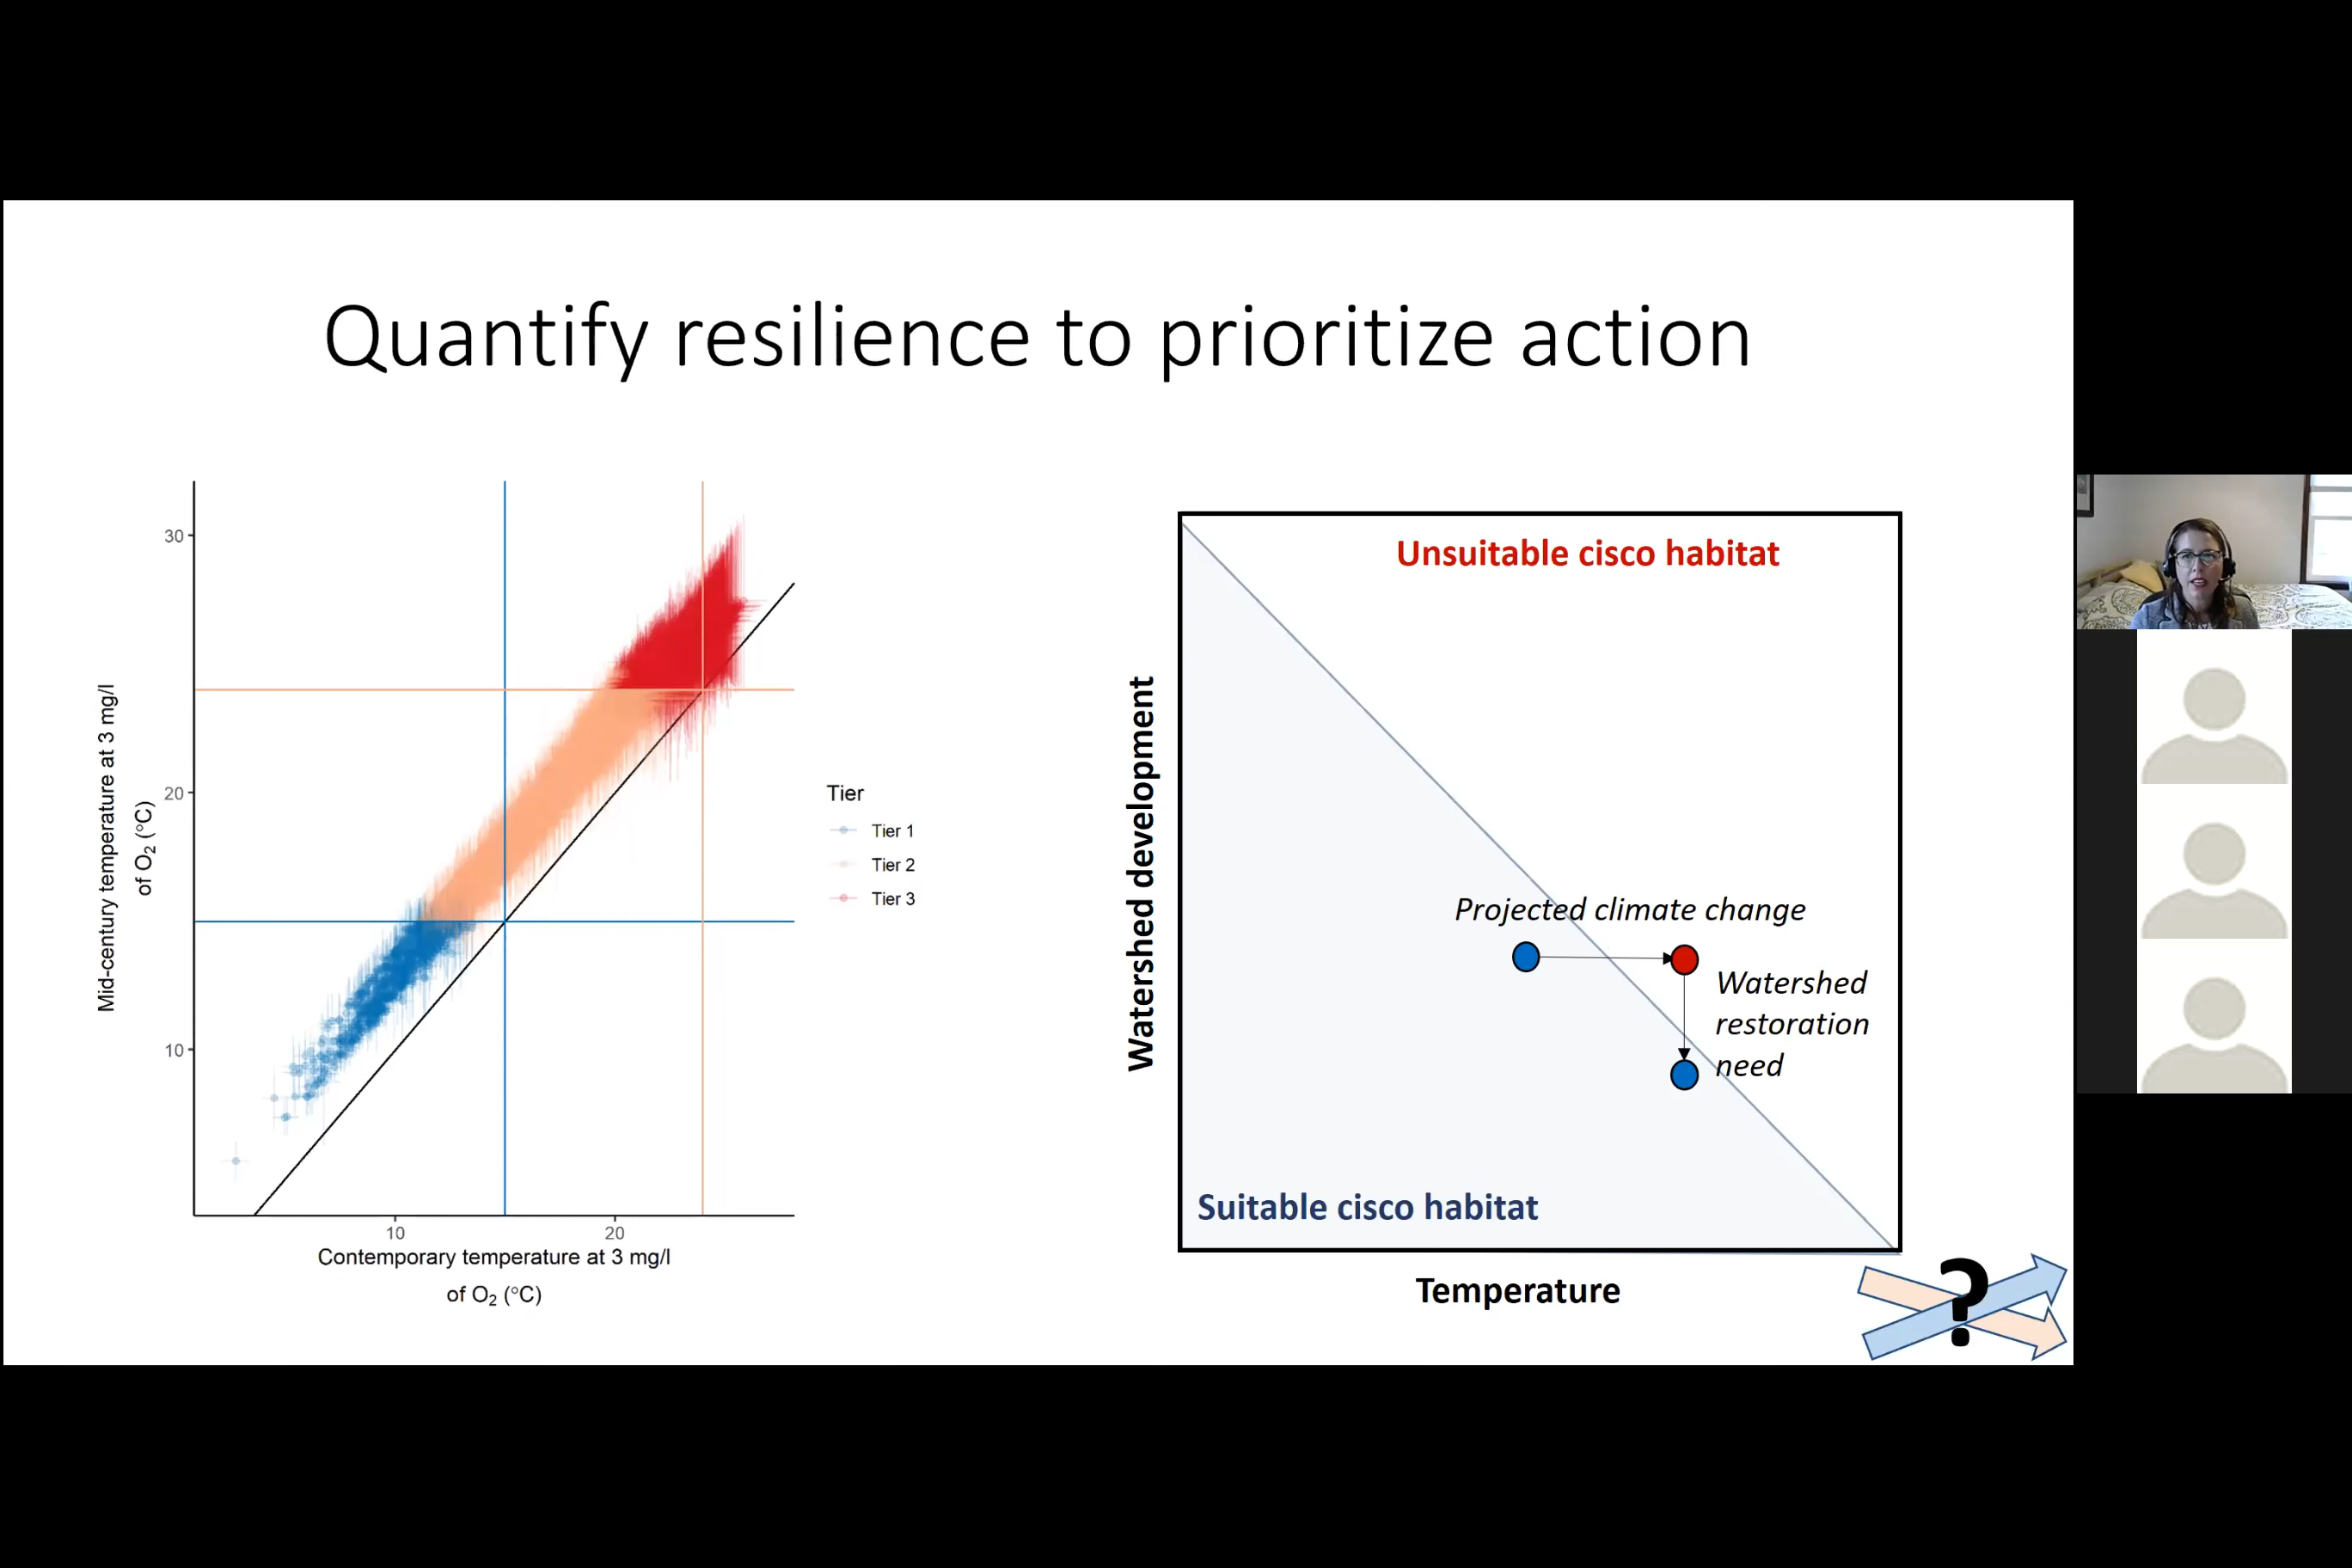 Quantify resilience to prioritize action
Mid-century temperature at 3 mg/l
of O₂ (°C)
30
20
10
10
20
Contemporary temperature at 3 mg/l
of O₂ (°C)
Tier
Tier 1
Tier 2
Tier 3
Watershed development
Unsuitable cisco habitat
Projected climate change
Watershed
restoration
need
Suitable cisco habitat
Temperature
?